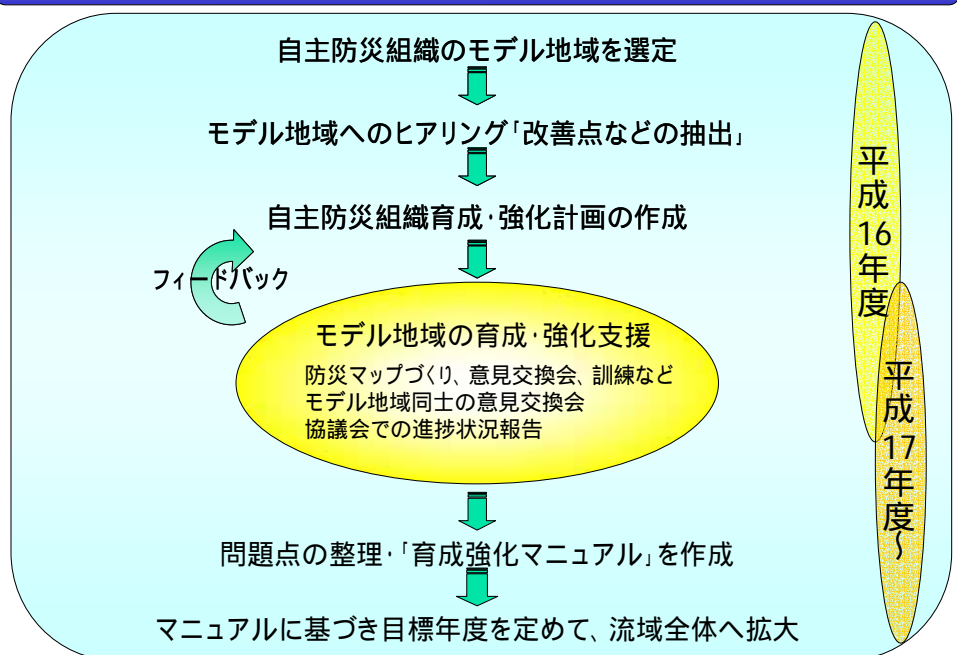 自主防災組織のモデル地域を選定
モデル地域へのヒアリング「改善点などの抽出」
自主防災組織育成・強化計画の作成
フィードバック
モデル地域の育成・強化支援
防災マップづくり、意見交換会、訓練など
モデル地域同士の意見交換会
協議会での進捗状況報告
問題点の整理・「育成強化マニュアル」を作成
マニュアルに基づき目標年度を定めて、流域全体へ拡大
平成16年度
平成17年度～